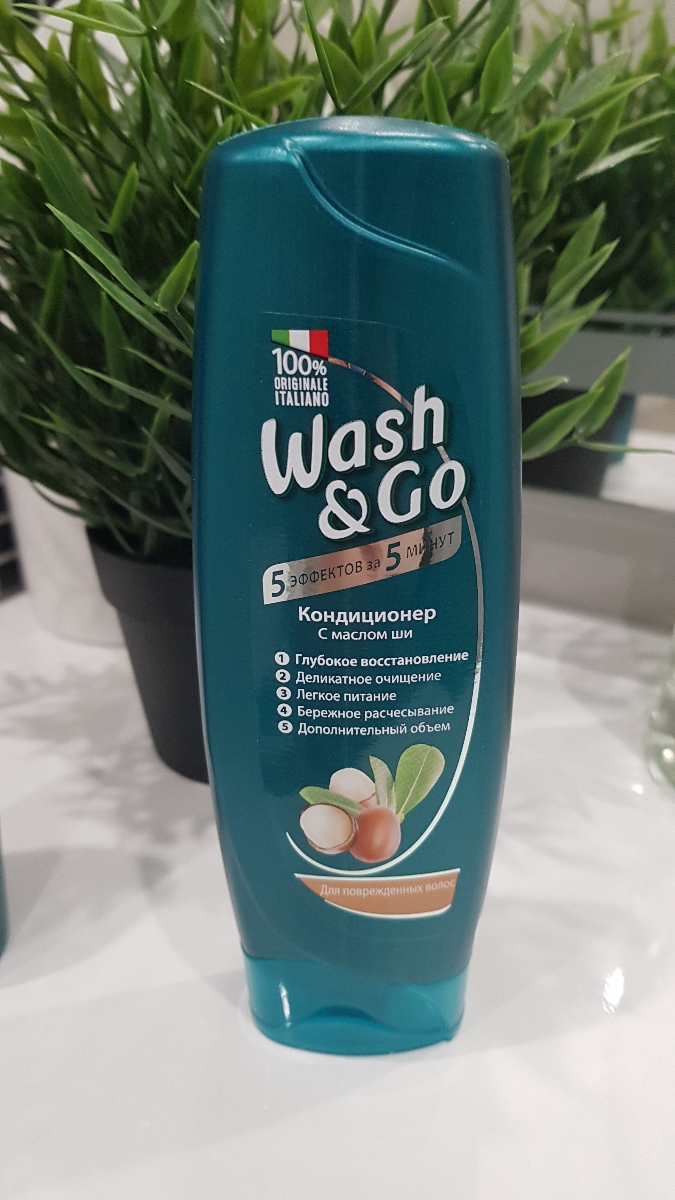 100%
ORIGINALE
ITALIANO
Wash
&Go
5 ЭФФЕКТОВ за 5 МИНУТ
Кондиционер
С маслом ши
1 Глубокое восстановление
2 Деликатное очищение
3 Легкое питание
4 Бережное расчесывание
5 Дополнительный объем
Для поврежденных волос